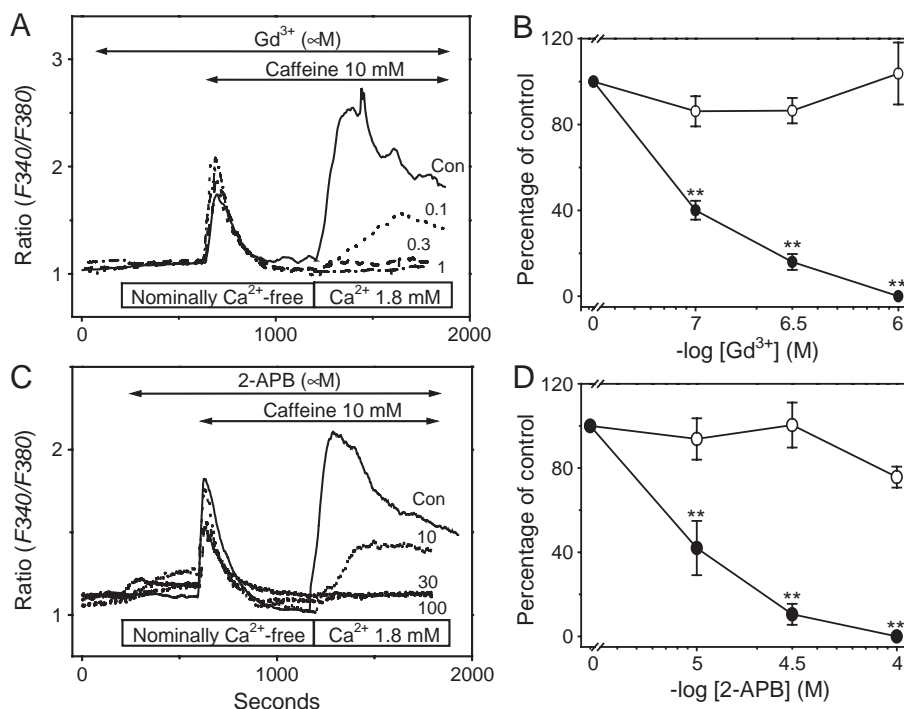 A
Gd³⁺ (∝M)
Caffeine 10 mM
3
2
1
Ratio (F340/F380)
Con
0.1
0.3
1
Nominally Ca²⁺-free
Ca²⁺ 1.8 mM
0
1000
2000
B
120
80
40
0
Percentage of control
**
**
**
0
7
6.5
6
-log [Gd³⁺] (M)
C
2-APB (∝M)
Caffeine 10 mM
2
1
Ratio (F340/F380)
Con
10
30
100
Nominally Ca²⁺-free
Ca²⁺ 1.8 mM
0
1000
2000
Seconds
D
120
80
40
0
Percentage of control
**
**
**
0
5
4.5
4
-log [2-APB] (M)